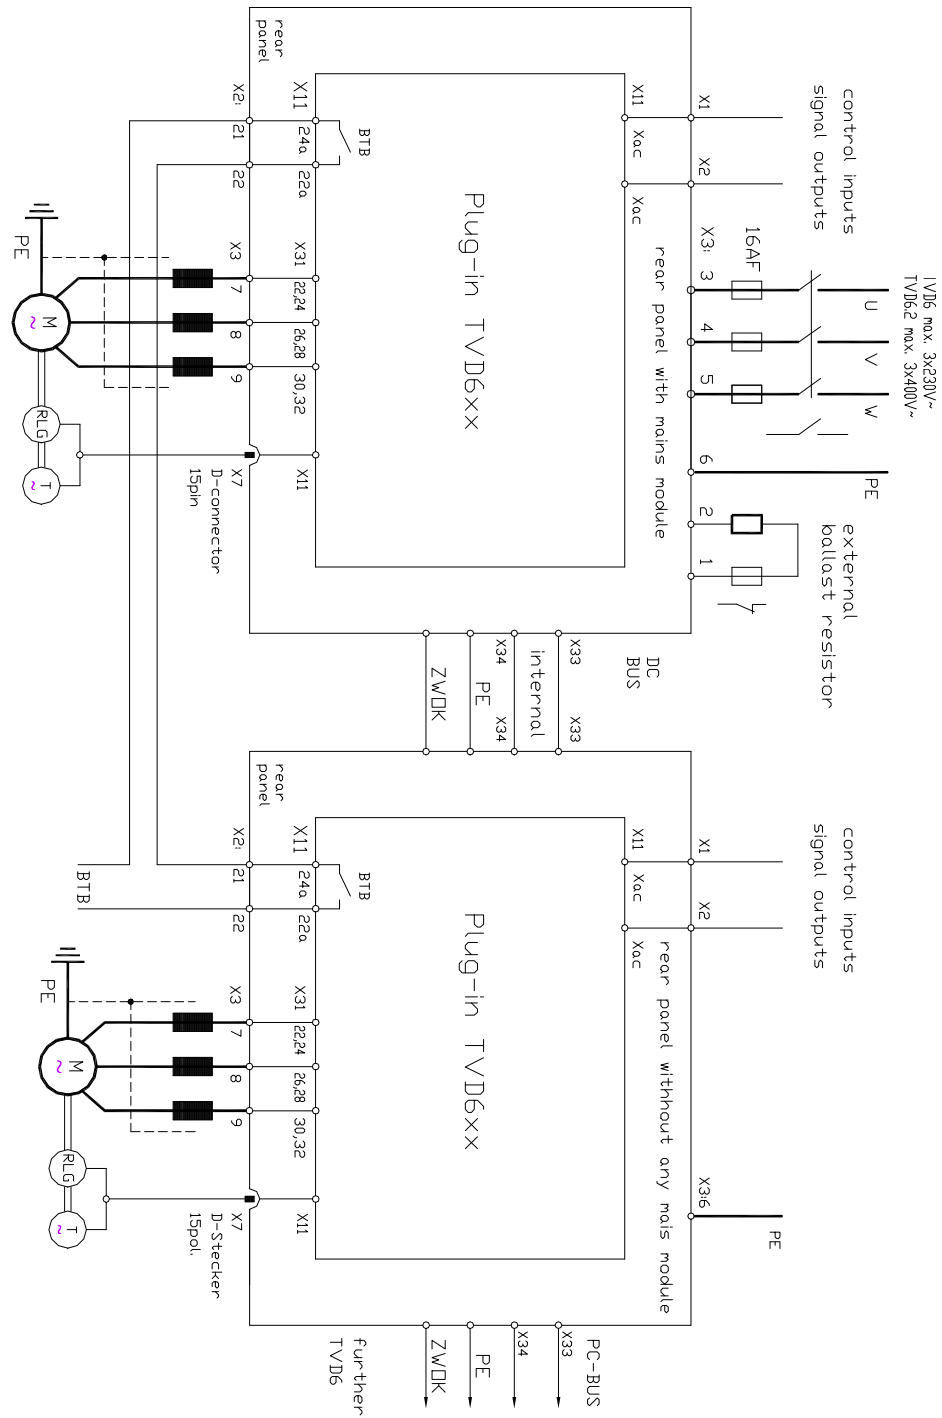 TVD6 max. 3x230V~
TVD6.2 max. 3x400V~
control inputs
signal outputs
U
V
W
PE
external
ballast resistor
16AF
X1
X2
X3:
3
4
5
6
2
1
rear panel with mains module
X11
Xac
Xac
Plug-in TVD6xx
rear
panel
BTB
X11
24a
22a
X31
22,24
26,28
30,32
X11
X2:
21
22
X3
7
8
9
X7
D-connector
15pin
PE
M
~
RLG
T
~
DC
BUS
X33
internal
X34
PE
ZW□K
X33
X34
control inputs
signal outputs
X1
X2
X3:6
PE
rear panel withhout any mais module
X11
Xac
Xac
Plug-in TVD6xx
rear
panel
BTB
X11
24a
22a
X31
22,24
26,28
30,32
X11
X2:
21
22
X3
7
8
9
X7
D-Stecker
15pol.
BTB
PE
M
~
RLG
T
~
PC-BUS
X33
X34
PE
ZW□K
further
TVD6